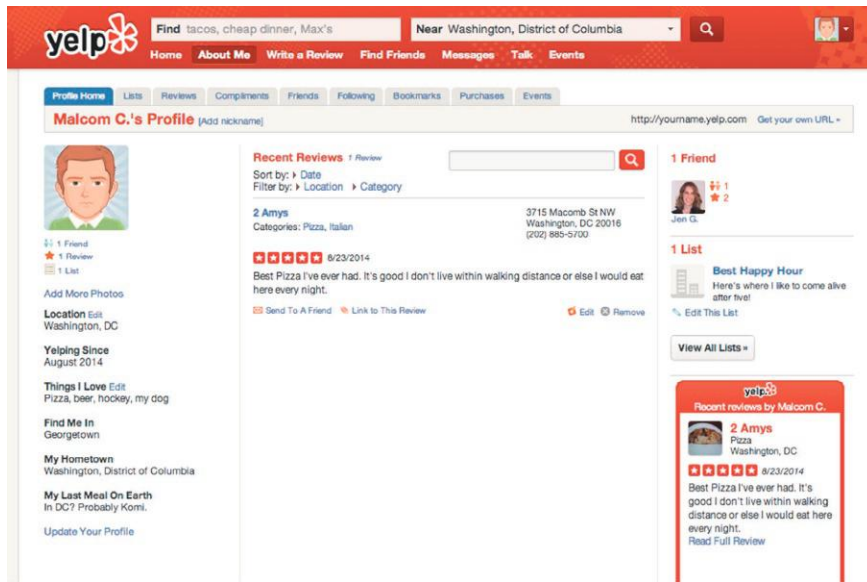 yelp
Find tacos, cheap dinner, Max's
Near Washington, District of Columbia
Home About Me Write a Review Find Friends Messages Talk Events
Profile Home Lists Reviews Compliments Friends Following Bookmarks Purchases Events
Malcom C.'s Profile [Add nickname]
http://yourname.yelp.com Get your own URL »
1 Friend
1 Review
1 List
Add More Photos
Location Edit
Washington, DC
Yelping Since
August 2014
Things I Love Edit
Pizza, beer, hockey, my dog
Find Me In
Georgetown
My Hometown
Washington, District of Columbia
My Last Meal On Earth
In DC? Probably Komi.
Update Your Profile
Recent Reviews 1 Review
Sort by: Date
Filter by: Location Category
2 Amys
Categories: Pizza, Italian
3715 Macomb St NW
Washington, DC 20016
(202) 885-5700
8/23/2014
Best Pizza I've ever had. It's good I don't live within walking distance or else I would eat
here every night.
Send To A Friend Link to This Review Edit Remove
1 Friend
1
2
Jen G.
1 List
Best Happy Hour
Here's where I like to come alive
after five!
Edit This List
View All Lists »
yelp
Recent reviews by Malcom C.
2 Amys
Pizza
Washington, DC
8/23/2014
Best Pizza I've ever had. It's
good I don't live within walking
distance or else I would eat here
every night.
Read Full Review